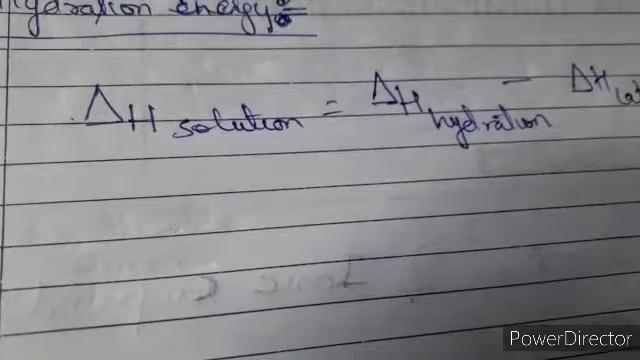 hydration energy:-
ΔH solution = ΔH hydration - ΔH
PowerDirector